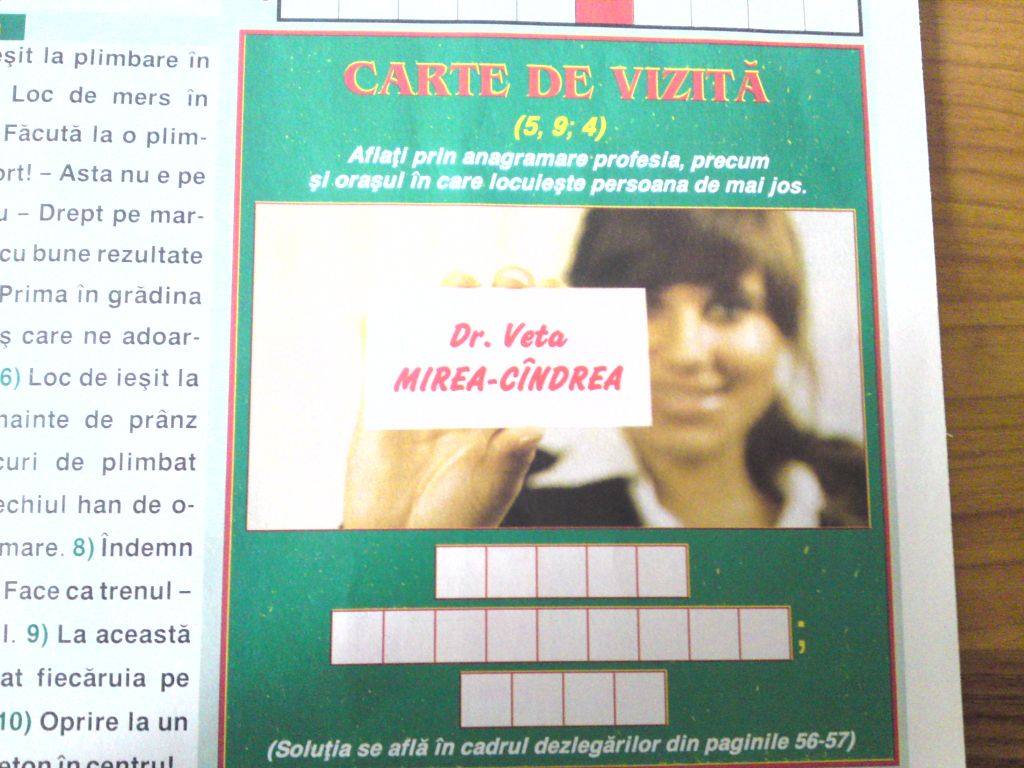 eşit la plimbare în
Loc de mers în
Făcută la o plim-
ort! – Asta nu e pe
u – Drept pe mar-
cu bune rezultate
Prima în grădina
ş care ne adoar-
6) Loc de ieşit la
nainte de prânz
curi de plimbat
echiul han de o-
mare. 8) Îndemn
Face ca trenul –
l. 9) La această
at fiecăruia pe
10) Oprire la un
eton în centrul
CARTE DE VIZITĂ
(5, 9; 4)
Aflaţi prin anagramare profesia, precum
şi oraşul în care locuieşte persoana de mai jos.
Dr. Veta
MIREA-CÎNDREA
;
(Soluţia se află în cadrul dezlegărilor din paginile 56-57)